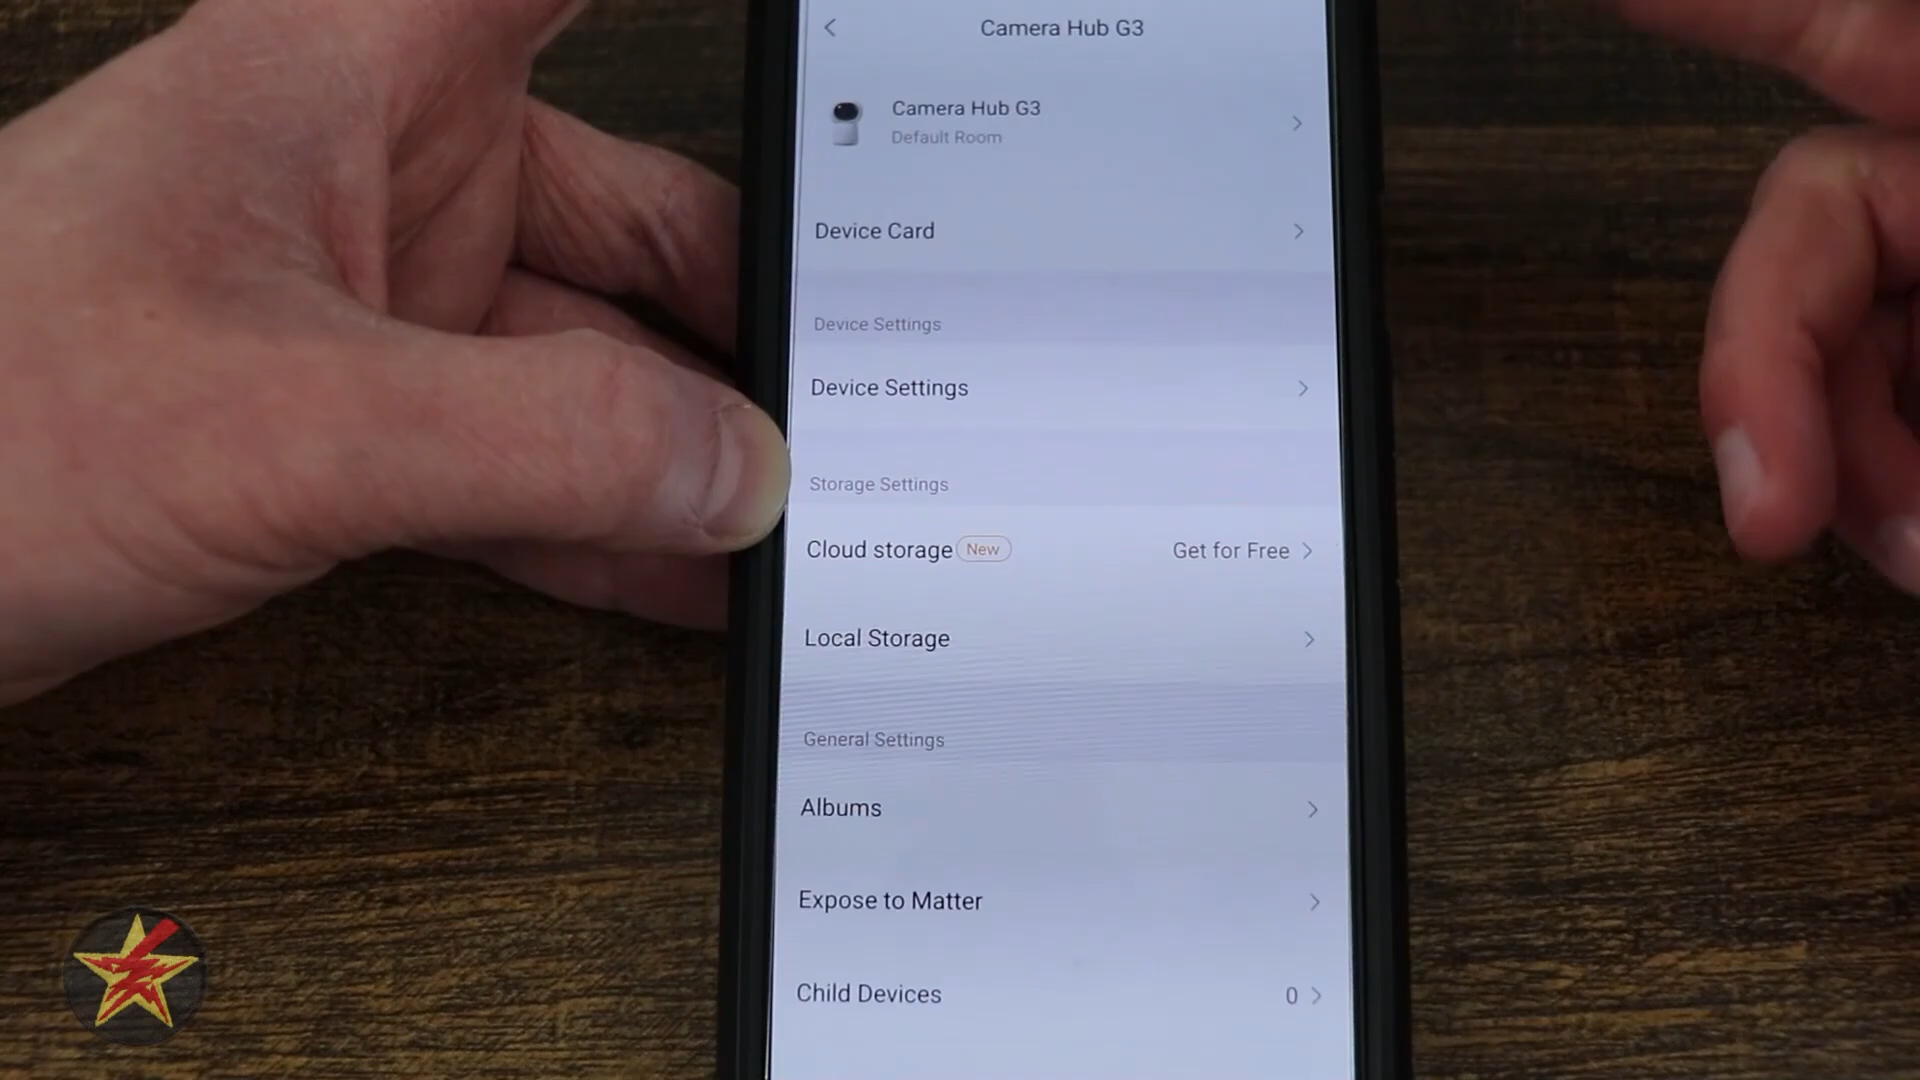 Camera Hub G3
Camera Hub G3
Default Room
Device Card
Device Settings
Device Settings
Storage Settings
Cloud storage New Get for Free
Local Storage
General Settings
Albums
Expose to Matter
Child Devices 0